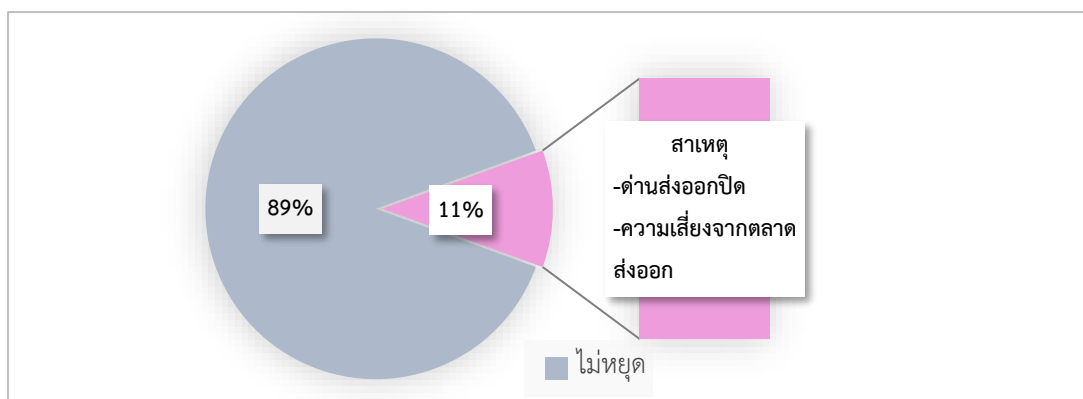 89%
11%
สาเหตุ
-ด่านส่งออกปิด
-ความเสี่ยงจากตลาด
ส่งออก
ไม่หยุด